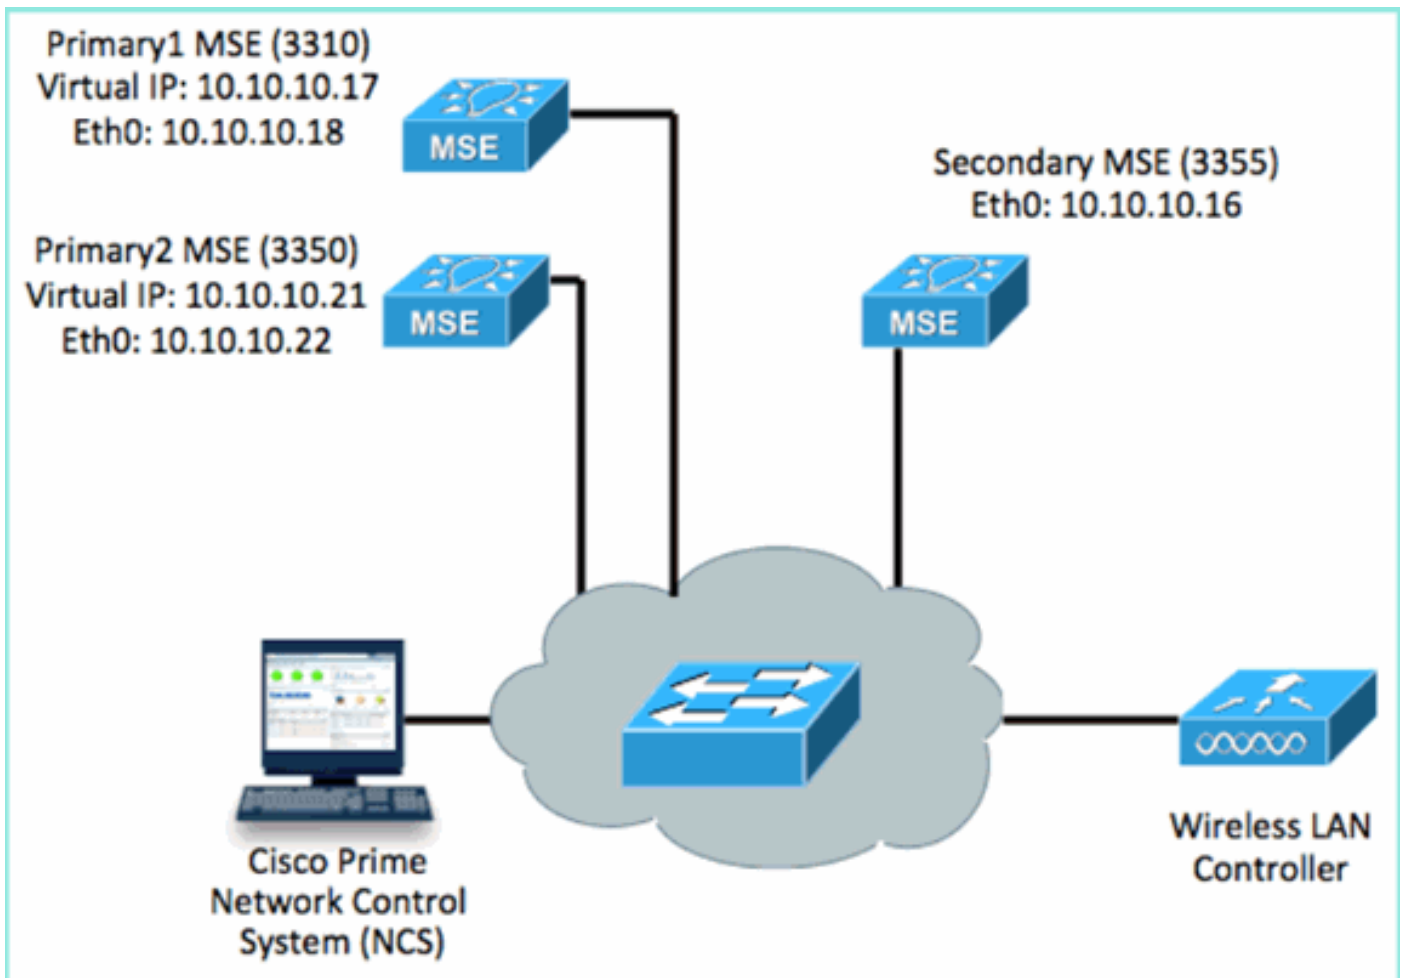 Primary1 MSE (3310)
Virtual IP: 10.10.10.17
Eth0: 10.10.10.18
MSE
Secondary MSE (3355)
Eth0: 10.10.10.16
Primary2 MSE (3350)
Virtual IP: 10.10.10.21
Eth0: 10.10.10.22
MSE
MSE
Cisco Prime
Network Control
System (NCS)
Wireless LAN
Controller